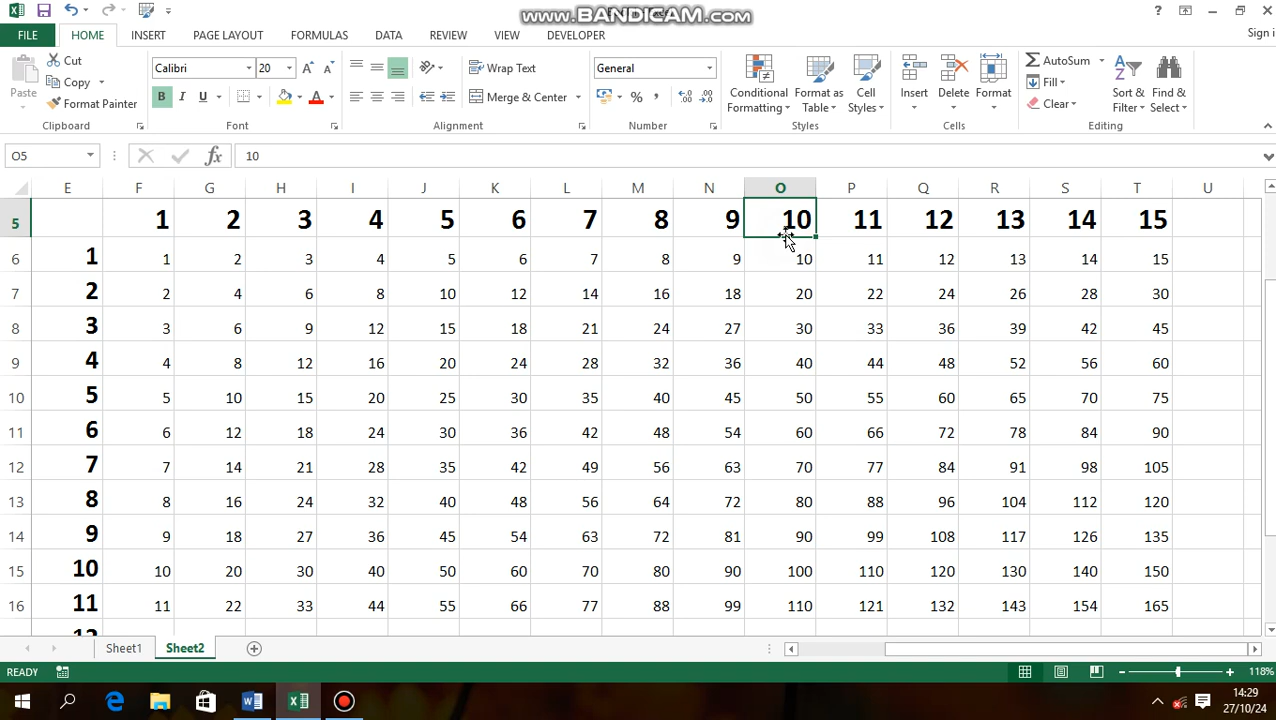 www.BANDICAM.com
FILE HOME INSERT PAGE LAYOUT FORMULAS DATA REVIEW VIEW DEVELOPER Sign i
Paste
Cut
Copy
Format Painter
Clipboard
Calibri 20
B I U
Font
Wrap Text
Merge & Center
Alignment
General
Number
Conditional Formatting
Format as Table
Cell Styles
Styles
Insert Delete Format
Cells
AutoSum
Fill
Clear
Sort & Filter
Find & Select
Editing
O5 fx 10
E F G H I J K L M N O P Q R S T U
5 1 2 3 4 5 6 7 8 9 10 11 12 13 14 15
6 1 1 2 3 4 5 6 7 8 9 10 11 12 13 14 15
7 2 2 4 6 8 10 12 14 16 18 20 22 24 26 28 30
8 3 3 6 9 12 15 18 21 24 27 30 33 36 39 42 45
9 4 4 8 12 16 20 24 28 32 36 40 44 48 52 56 60
10 5 5 10 15 20 25 30 35 40 45 50 55 60 65 70 75
11 6 6 12 18 24 30 36 42 48 54 60 66 72 78 84 90
12 7 7 14 21 28 35 42 49 56 63 70 77 84 91 98 105
13 8 8 16 24 32 40 48 56 64 72 80 88 96 104 112 120
14 9 9 18 27 36 45 54 63 72 81 90 99 108 117 126 135
15 10 10 20 30 40 50 60 70 80 90 100 110 120 130 140 150
16 11 11 22 33 44 55 66 77 88 99 110 121 132 143 154 165
12
Sheet1 Sheet2
READY 118%
14:29
27/10/24